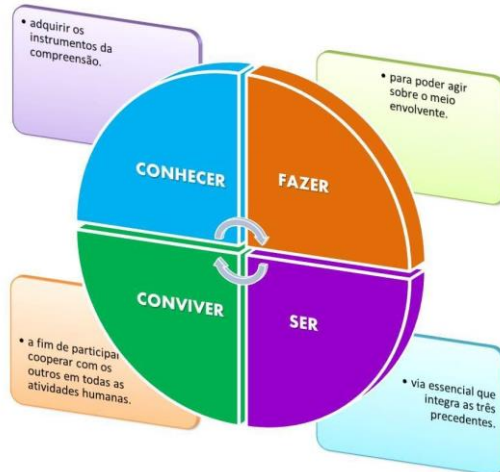 • adquirir os
instrumentos da
compreensão.
• para poder agir
sobre o meio
envolvente.
CONHECER
FAZER
CONVIVER
SER
• a fim de participar
cooperar com os
outros em todas as
atividades humanas.
• via essencial que
integra as três
precedentes.